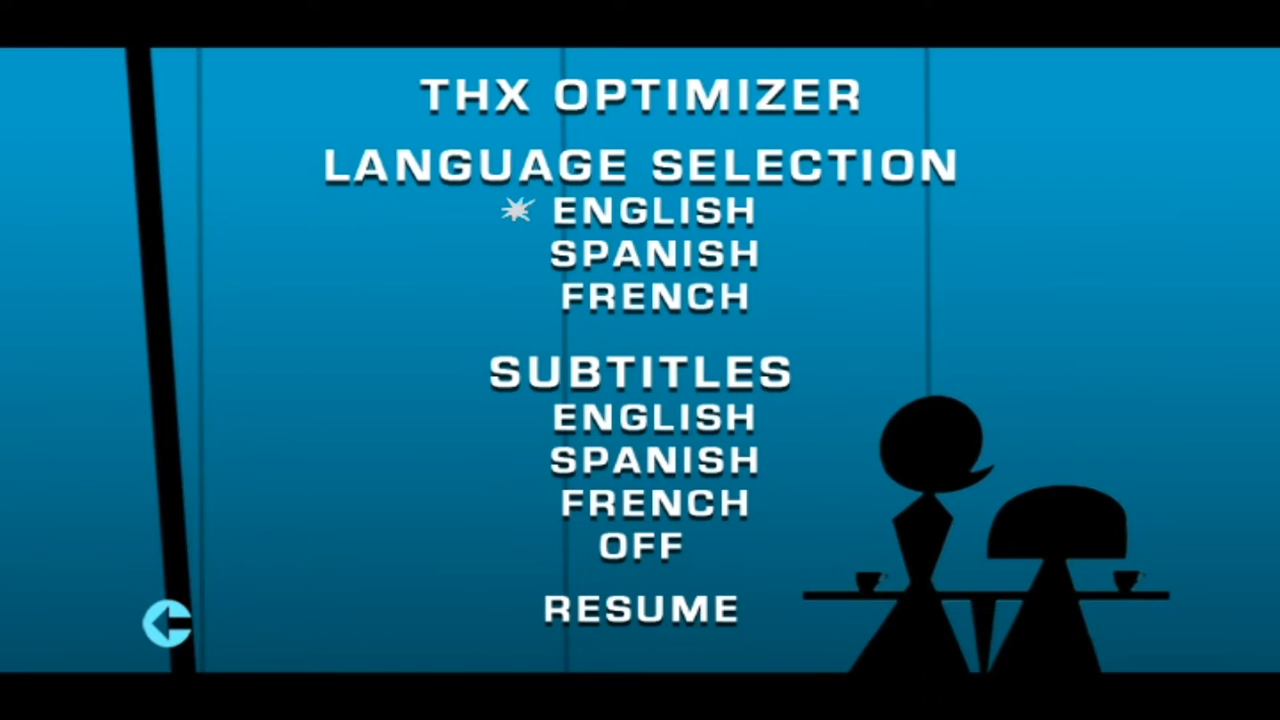 THX OPTIMIZER
LANGUAGE SELECTION
ENGLISH
SPANISH
FRENCH
SUBTITLES
ENGLISH
SPANISH
FRENCH
OFF
RESUME